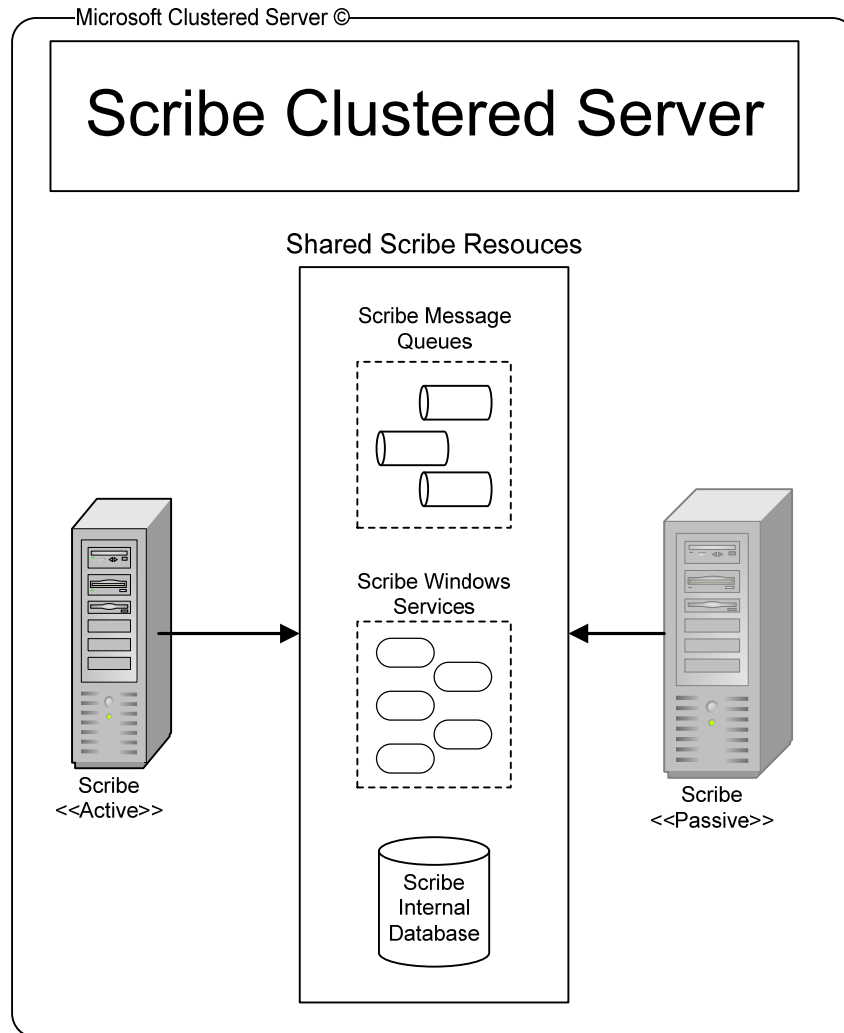 Microsoft Clustered Server ©
Scribe Clustered Server
Shared Scribe Resouces
Scribe Message
Queues
Scribe Windows
Services
Scribe
<<Active>>
Scribe
<<Passive>>
Scribe
Internal
Database